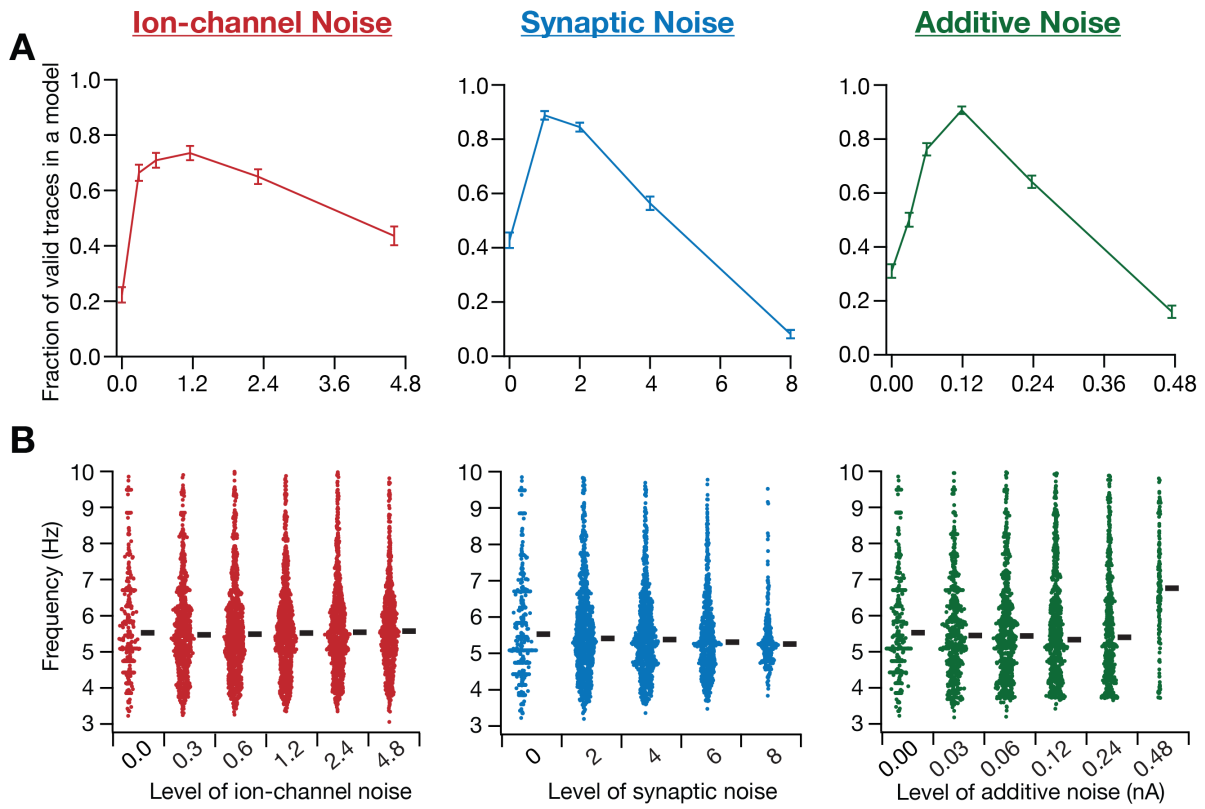 Ion-channel Noise
Synaptic Noise
Additive Noise
A
Fraction of valid traces in a model
1.0
0.8
0.6
0.4
0.2
0.0
0.0 1.2 2.4 3.6 4.8
1.0
0.8
0.6
0.4
0.2
0.0
0 2 4 6 8
1.0
0.8
0.6
0.4
0.2
0.0
0.00 0.12 0.24 0.36 0.48
B
Frequency (Hz)
10
9
8
7
6
5
4
3
0.0 0.3 0.6 1.2 2.4 4.8
Level of ion-channel noise
10
9
8
7
6
5
4
3
0 2 4 6 8
Level of synaptic noise
10
9
8
7
6
5
4
3
0.00 0.03 0.06 0.12 0.24 0.48
Level of additive noise (nA)